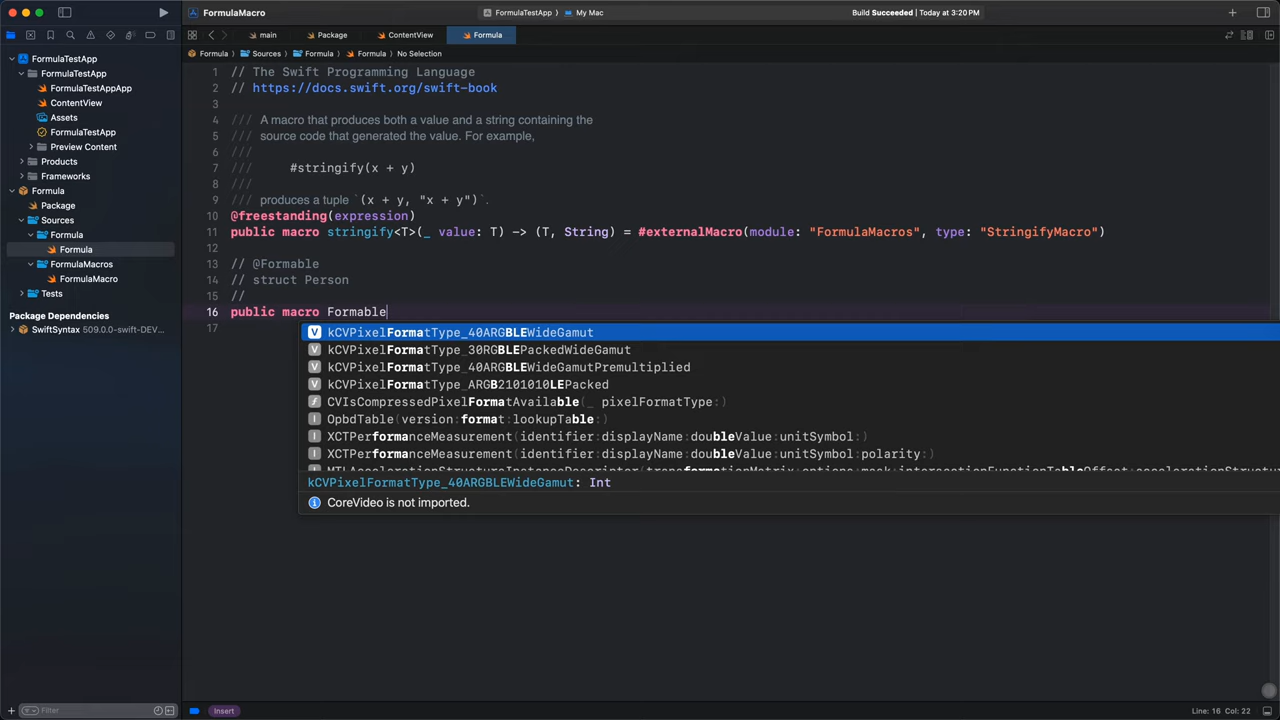 FormulaMacro
FormulaTestApp
My Mac
Build Succeeded | Today at 3:20 PM
main
Package
ContentView
Formula
Formula
Sources
Formula
Formula
No Selection
FormulaTestApp
FormulaTestApp
FormulaTestAppApp
ContentView
Assets
FormulaTestApp
Preview Content
Products
Frameworks
Formula
Package
Sources
Formula
Formula
FormulaMacros
FormulaMacro
Tests
Package Dependencies
SwiftSyntax 509.0.0-swift-DEV...
Filter
1 // The Swift Programming Language
2 // https://docs.swift.org/swift-book
3
4 /// A macro that produces both a value and a string containing the
5 /// source code that generated the value. For example,
6 ///
7 /// #stringify(x + y)
8 ///
9 /// produces a tuple `(x + y, "x + y")`.
10 @freestanding(expression)
11 public macro stringify<T>(_ value: T) -> (T, String) = #externalMacro(module: "FormulaMacros", type: "StringifyMacro")
12
13 // @Formable
14 // struct Person
15 //
16 public macro Formable
17
V kCVPixelFormatType_40ARGBLEWideGamut
V kCVPixelFormatType_30RGBLEPackedWideGamut
V kCVPixelFormatType_40ARGBLEWideGamutPremultiplied
V kCVPixelFormatType_ARGB2101010LEPacked
f CVIsCompressedPixelFormatAvailable(_ pixelFormatType:)
I OpbdTable(version:format:lookupTable:)
I XCTPerformanceMeasurement(identifier:displayName:doubleValue:unitSymbol:)
I XCTPerformanceMeasurement(identifier:displayName:doubleValue:unitSymbol:polarity:)
kCVPixelFormatType_40ARGBLEWideGamut: Int
CoreVideo is not imported.
Insert
Line: 16 Col: 22